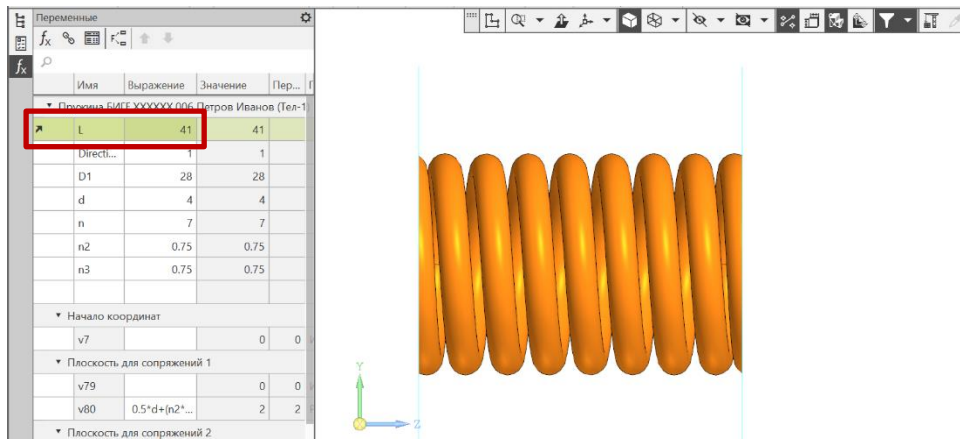 Переменные
Имя Выражение Значение Пер...
Пружина БИГЕ.XXXXXX.006 Петров Иванов (Тел-1)
L 41 41
Directi... 1 1
D1 28 28
d 4 4
n 7 7
n2 0.75 0.75
n3 0.75 0.75
Начало координат
v7 0 0
Плоскость для сопряжений 1
v79 0 0
v80 0.5*d+(n2*... 2 2
Плоскость для сопряжений 2
Y
Z